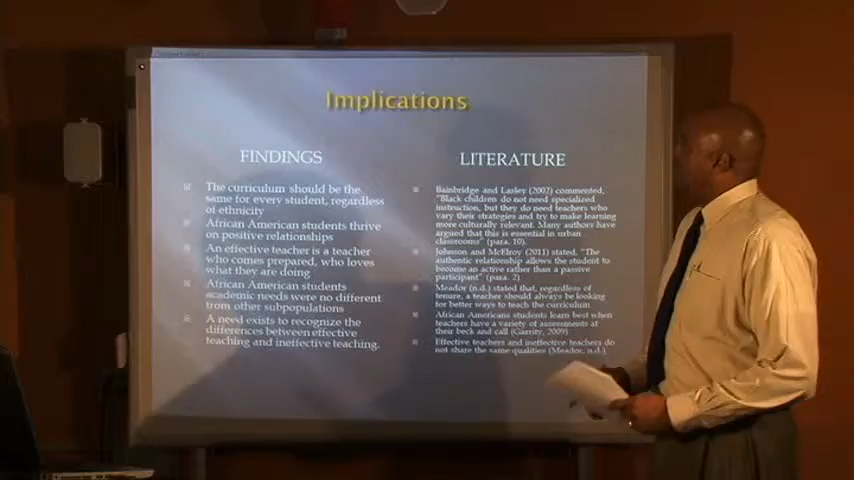 Implications
FINDINGS
The curriculum should be the
same for every student, regardless
of ethnicity
African American students thrive
on positive relationships
An effective teacher is a teacher
who comes prepared, who loves
what they are doing
African American students
academic needs were no different
from other subpopulations
A need exists to recognize the
differences between effective
teaching and ineffective teaching.
LITERATURE
Bainbridge and Lasley (2002) commented,
"Black children do not need specialized
instruction, but they do need teachers who
vary their strategies and try to make learning
more culturally relevant. Many authors have
argued that this is essential in urban
classrooms" (para. 10).
Johnson and McElroy (2011) stated, "The
authentic relationship allows the student to
become an active rather than a passive
participant" (para. 2)
Meador (n.d.) stated that, regardless of
tenure, a teacher should always be looking
for better ways to teach the curriculum
African Americans students learn best when
teachers have a variety of assessments at
their beck and call (Garrity, 2009)
Effective teachers and ineffective teachers do
not share the same qualities (Meador, n.d.)